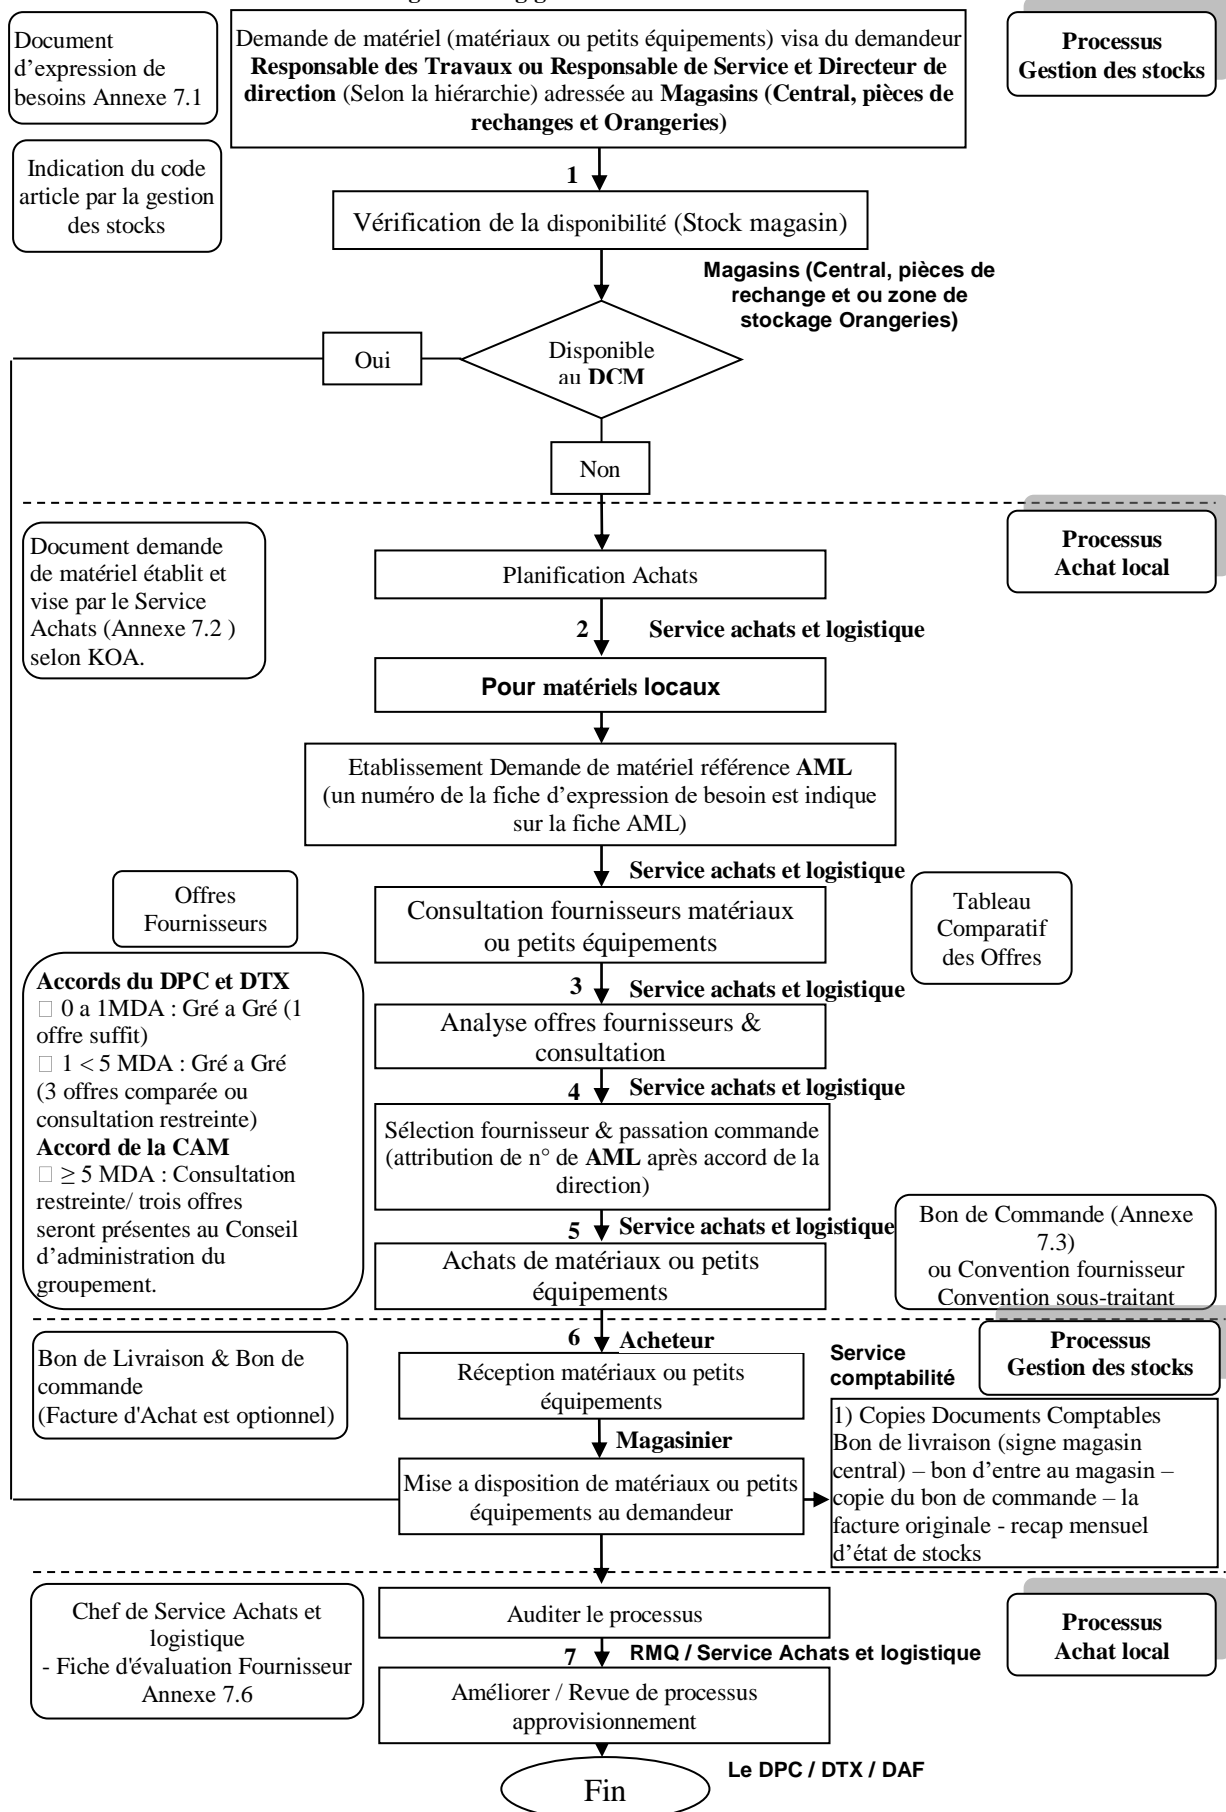 Document
d’expression de
besoins Annexe 7.1
Demande de matériel (matériaux ou petits équipements) visa du demandeur
Responsable des Travaux ou Responsable de Service et Directeur de
direction (Selon la hiérarchie) adressée au Magasins (Central, pièces de
rechanges et Orangeries)
Processus
Gestion des stocks
Indication du code
article par la gestion
des stocks
1
Vérification de la disponibilité (Stock magasin)
Magasins (Central, pièces de
rechange et ou zone de
stockage Orangeries)
Disponible
au DCM
Oui
Non
Document demande
de matériel établit et
vise par le Service
Achats (Annexe 7.2 )
selon KOA.
Processus
Achat local
Planification Achats
2 Service achats et logistique
Pour matériels locaux
Etablissement Demande de matériel référence AML
(un numéro de la fiche d’expression de besoin est indique
sur la fiche AML)
Service achats et logistique
Offres
Fournisseurs
Consultation fournisseurs matériaux
ou petits équipements
Tableau
Comparatif
des Offres
Accords du DPC et DTX
□ 0 a 1MDA : Gré a Gré (1
offre suffit)
□ 1 < 5 MDA : Gré a Gré
(3 offres comparée ou
consultation restreinte)
Accord de la CAM
□ ≥ 5 MDA : Consultation
restreinte/ trois offres
seront présentes au Conseil
d’administration du
groupement.
3 Service achats et logistique
Analyse offres fournisseurs &
consultation
4 Service achats et logistique
Sélection fournisseur & passation commande
(attribution de n° de AML après accord de la
direction)
5 Service achats et logistique
Achats de matériaux ou petits
équipements
Bon de Commande (Annexe
7.3)
ou Convention fournisseur
Convention sous-traitant
6 Acheteur
Bon de Livraison & Bon de
commande
(Facture d'Achat est optionnel)
Réception matériaux ou petits
équipements
Service
comptabilité
Processus
Gestion des stocks
Magasinier
Mise a disposition de matériaux ou petits
équipements au demandeur
1) Copies Documents Comptables
Bon de livraison (signe magasin
central) – bon d’entre au magasin –
copie du bon de commande – la
facture originale - recap mensuel
d’état de stocks
Chef de Service Achats et
logistique
- Fiche d'évaluation Fournisseur
Annexe 7.6
Auditer le processus
Processus
Achat local
7 RMQ / Service Achats et logistique
Améliorer / Revue de processus
approvisionnement
Le DPC / DTX / DAF
Fin